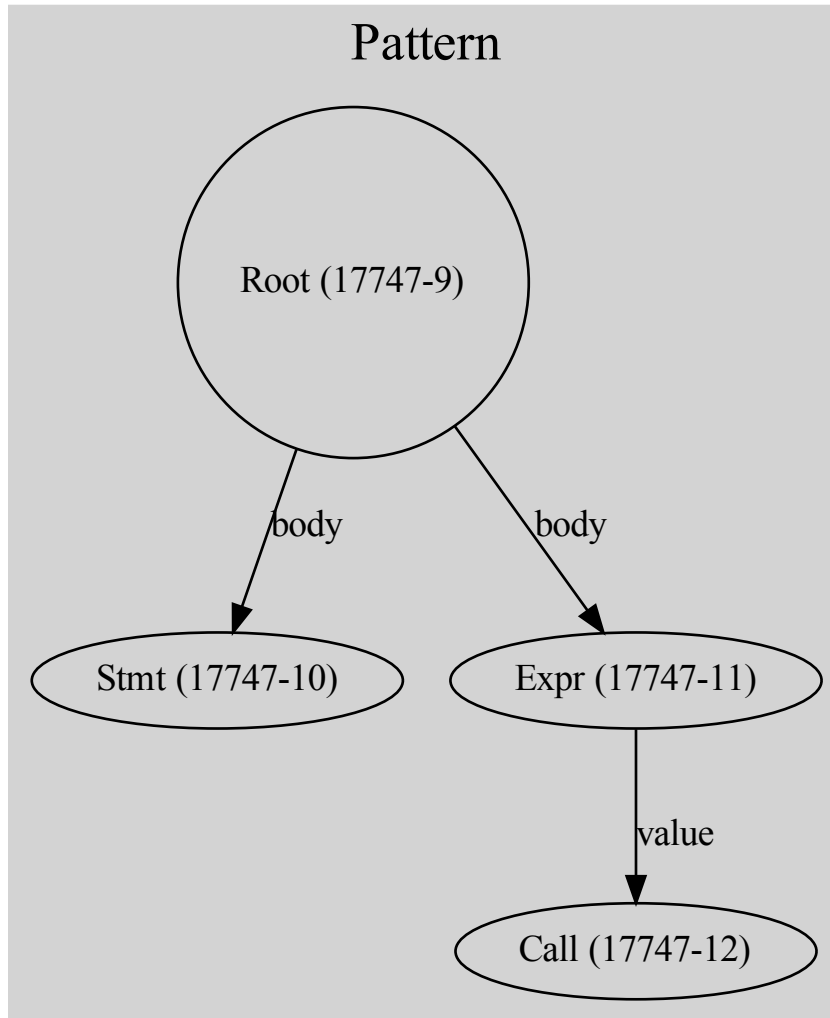 Pattern
Root (17747-9)
body
body
Stmt (17747-10)
Expr (17747-11)
value
Call (17747-12)